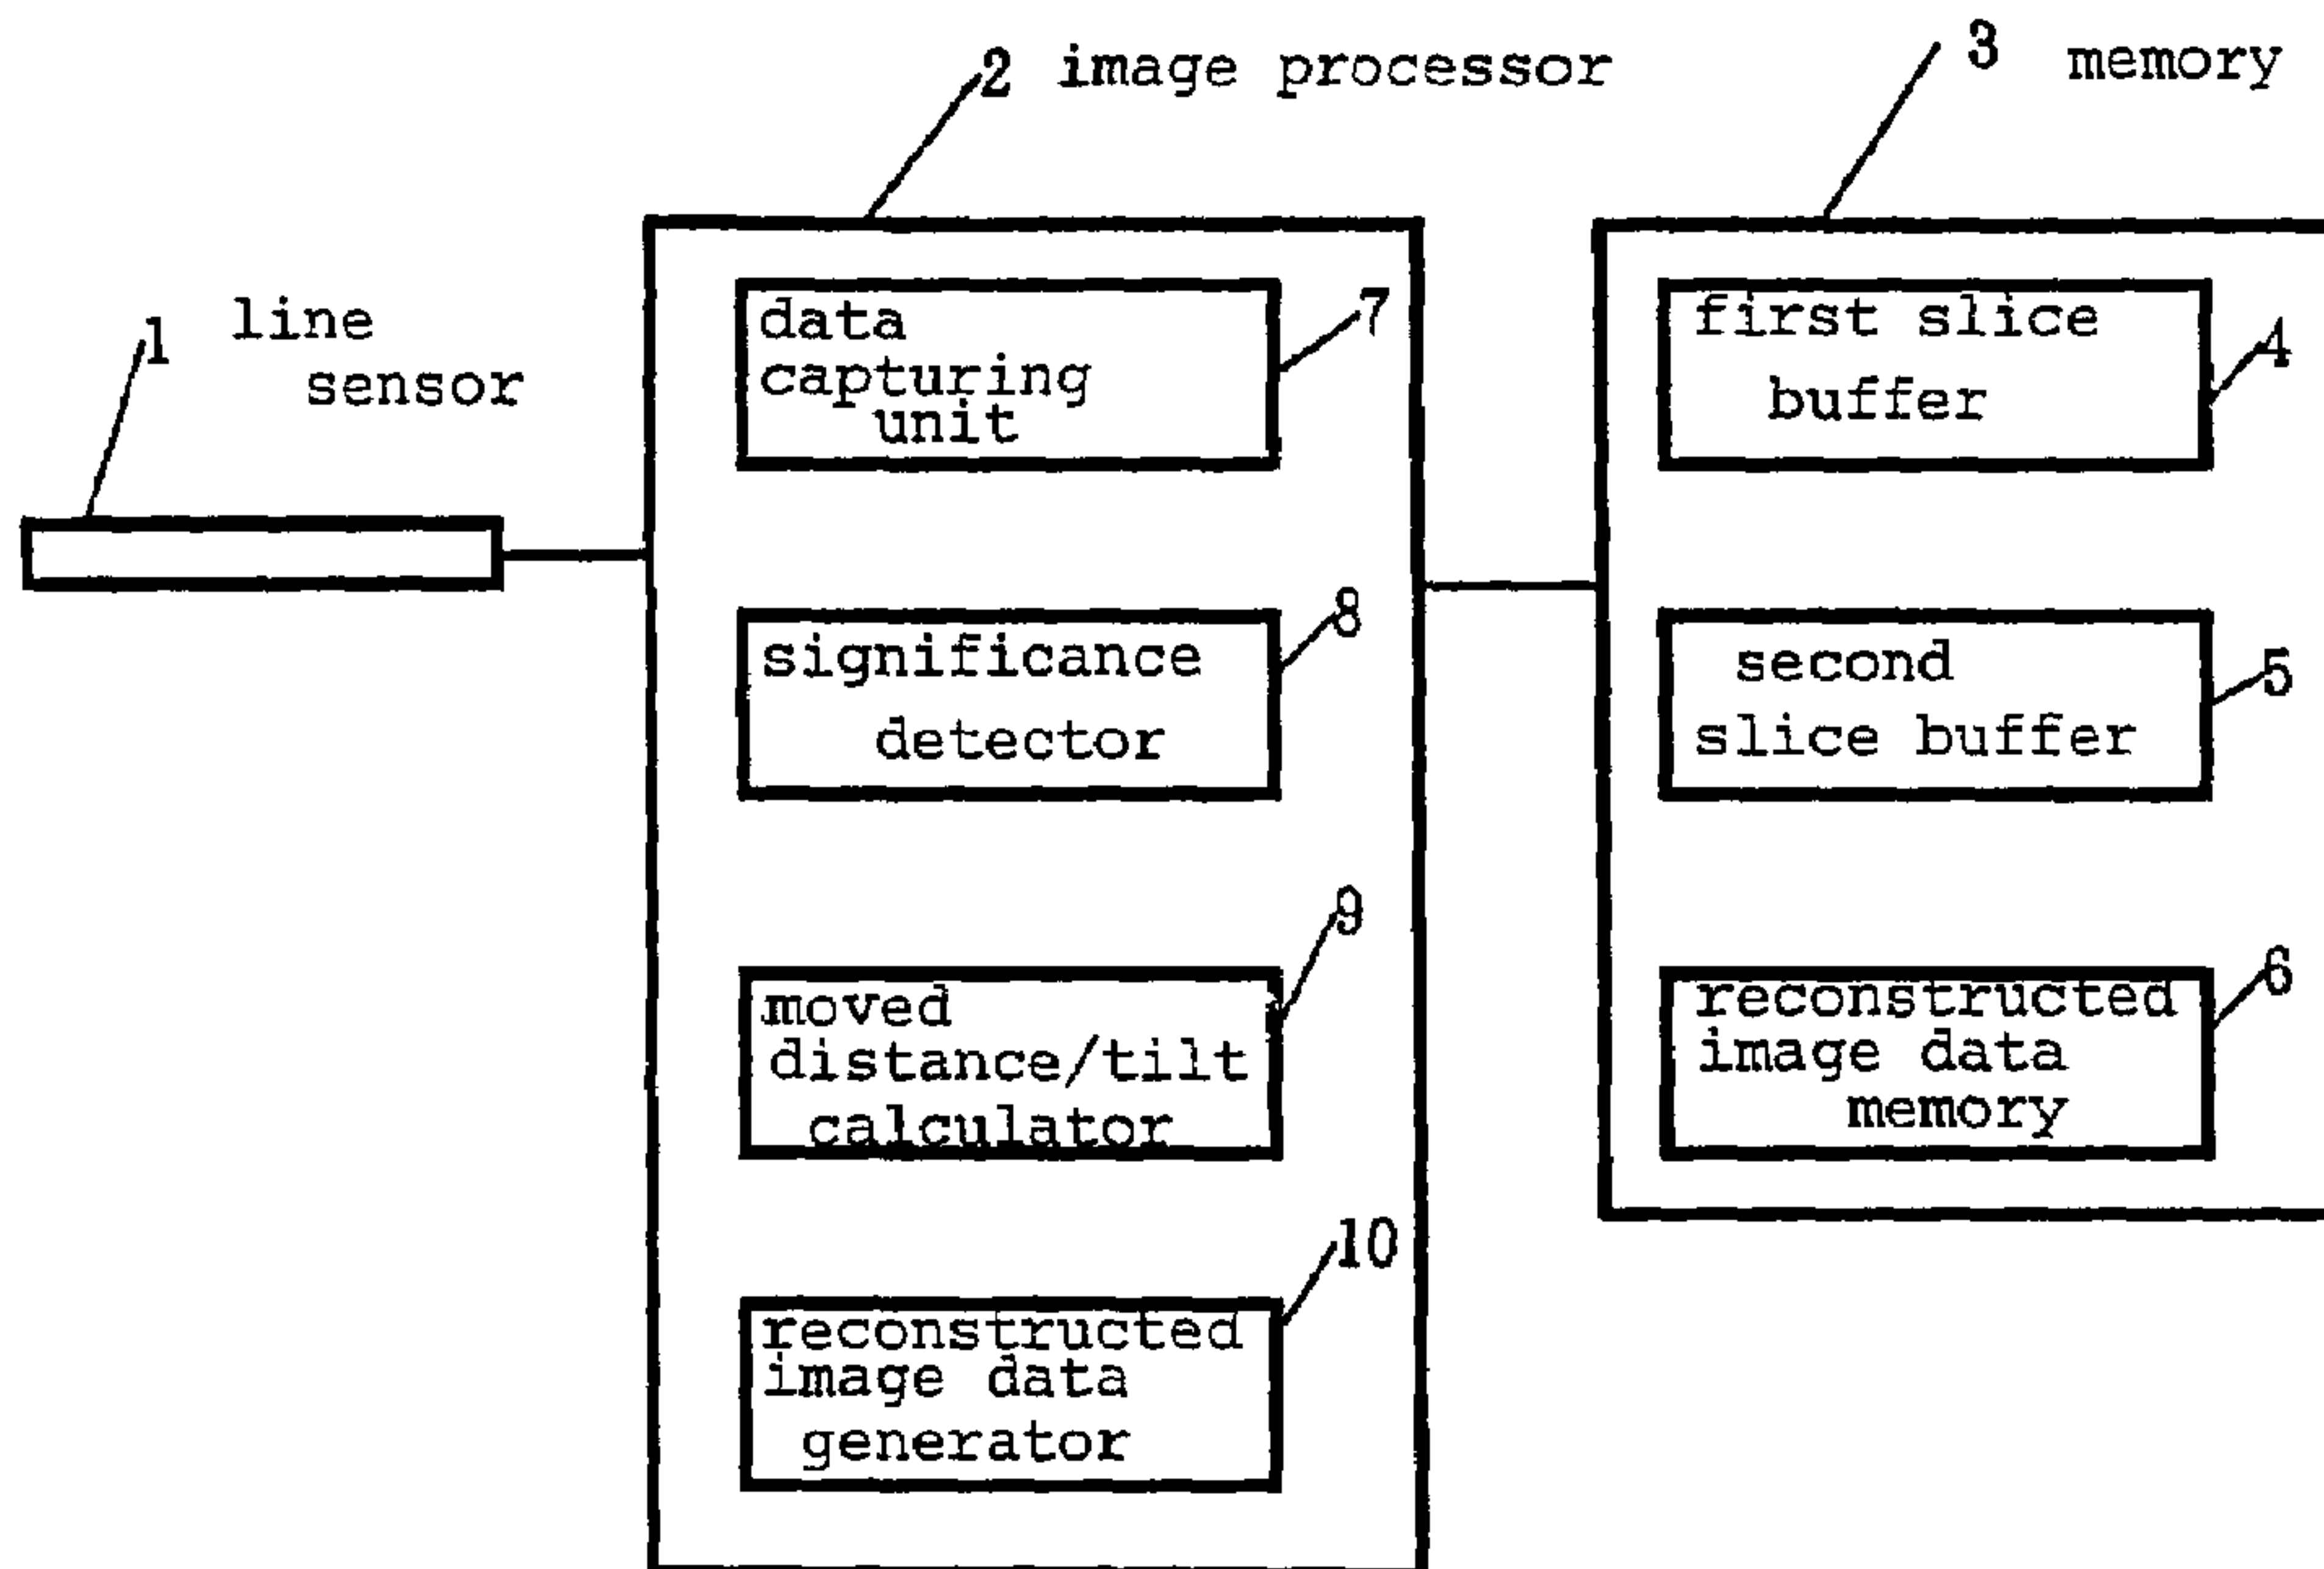 2 image processor
3 memory
1 line
sensor
data
capturing
unit
7
first slice
buffer
4
significance
detector
8
second
slice buffer
5
moved
distance/tilt
calculator
9
reconstructed
image data
memory
6
reconstructed
image data
generator
10